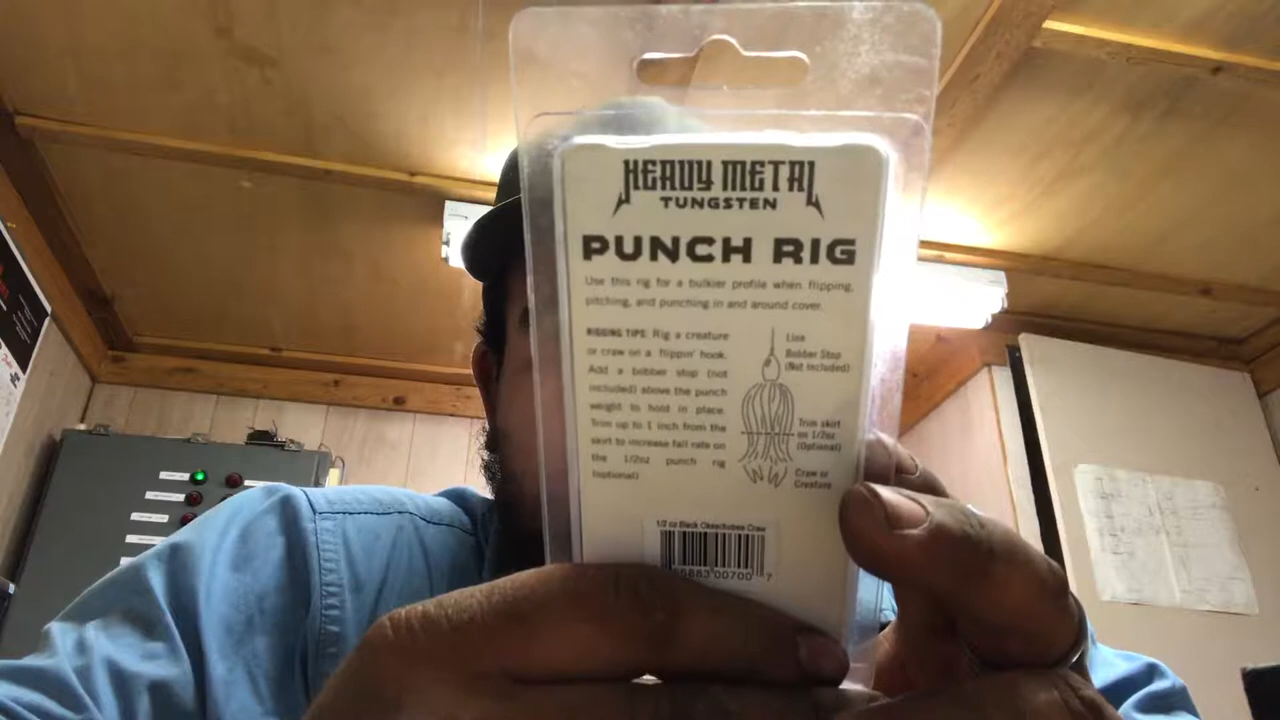 HEAVY METAL
TUNGSTEN
PUNCH RIG
Use this rig for a bulkier profile when flipping,
pitching, and punching in and around cover.
RIGGING TIPS: Rig a creature
or craw on a flippin' hook.
Add a bobber stop (not
included) above the punch
weight to hold in place.
Trim up to 1 inch from the
skirt to increase fall rate on
the 1/2oz punch rig
(optional)
Line
Bobber Stop
(Not included)
Trim skirt
on 1/2oz
(Optional)
Craw or
Creature
1/2 oz Black Okeechobee Craw
00700 7